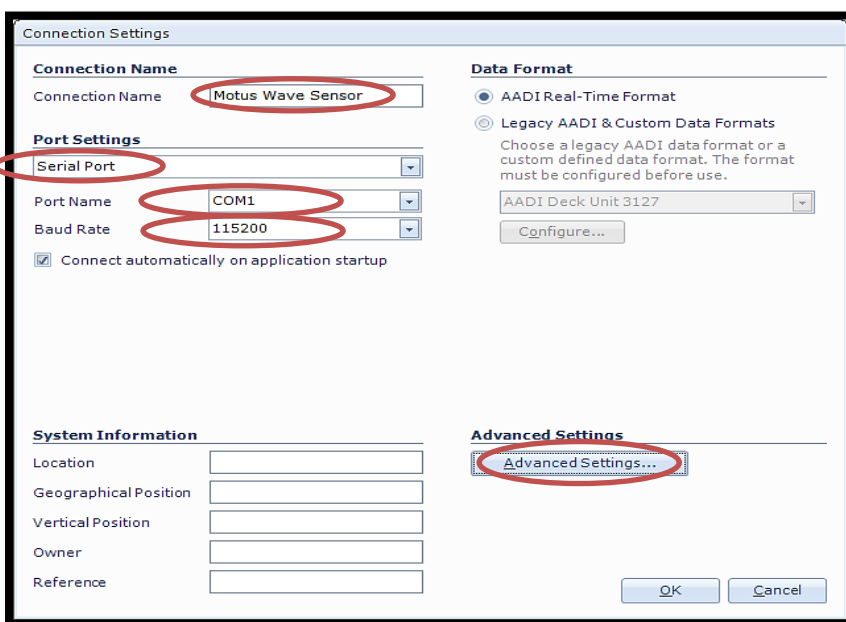 Connection Settings
Connection Name
Connection Name
Motus Wave Sensor
Port Settings
Serial Port
Port Name
COM1
Baud Rate
115200
Connect automatically on application startup
Data Format
AADI Real-Time Format
Legacy AADI & Custom Data Formats
Choose a legacy AADI data format or a
custom defined data format. The format
must be configured before use.
AADI Deck Unit 3127
Configure...
System Information
Location
Geographical Position
Vertical Position
Owner
Reference
Advanced Settings
Advanced Settings...
OK
Cancel